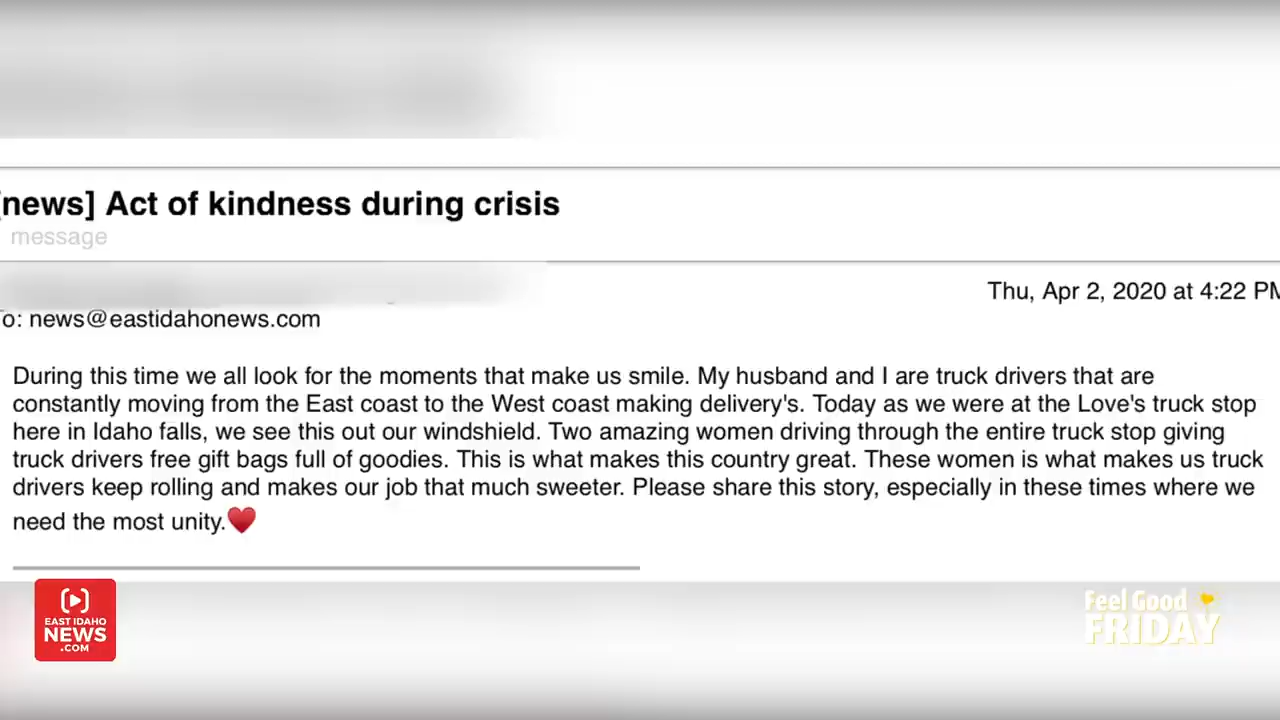 [news] Act of kindness during crisis
message
Thu, Apr 2, 2020 at 4:22 PM
To: news@eastidahonews.com
During this time we all look for the moments that make us smile. My husband and I are truck drivers that are
constantly moving from the East coast to the West coast making delivery's. Today as we were at the Love's truck stop
here in Idaho falls, we see this out our windshield. Two amazing women driving through the entire truck stop giving
truck drivers free gift bags full of goodies. This is what makes this country great. These women is what makes us truck
drivers keep rolling and makes our job that much sweeter. Please share this story, especially in these times where we
need the most unity.♥
EAST IDAHO
NEWS
.COM
Feel Good
FRIDAY